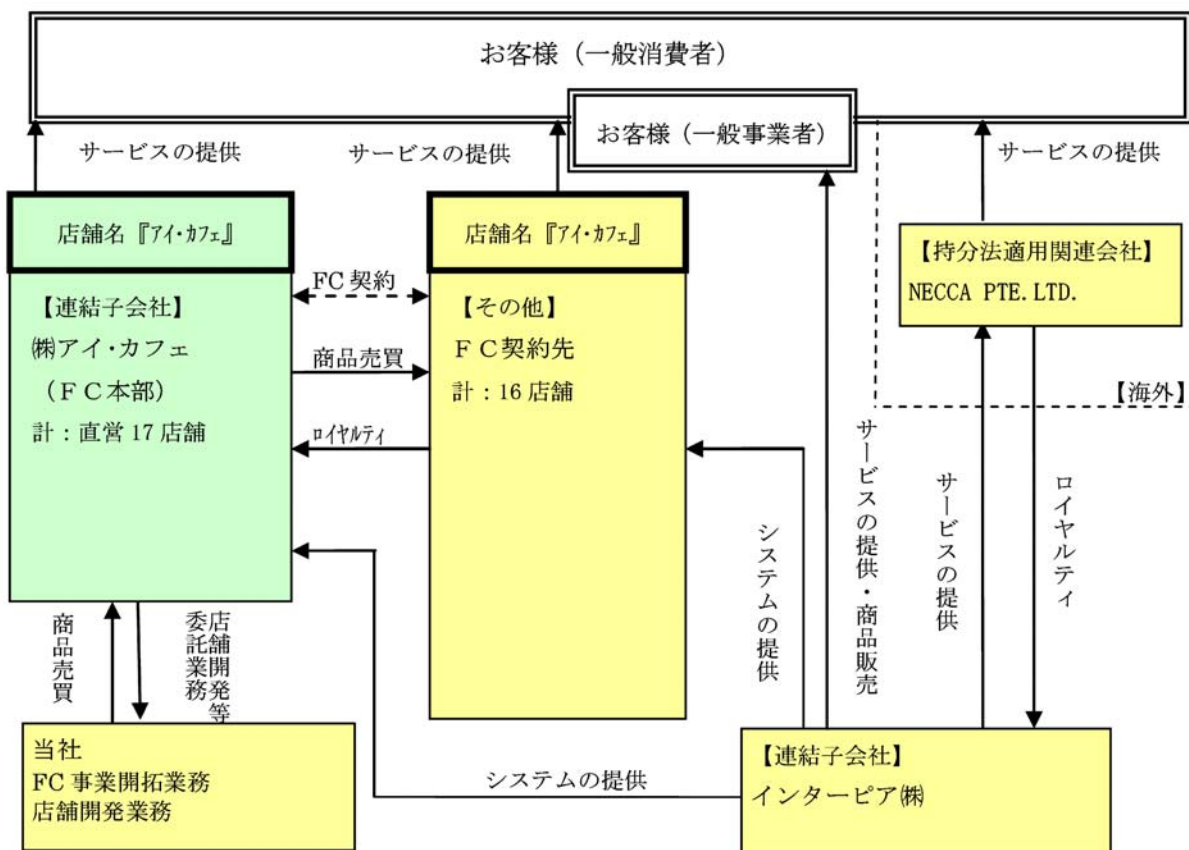 お客様（一般消費者）
お客様（一般事業者）
サービスの提供
サービスの提供
サービスの提供
店舗名『アイ・カフェ』
【連結子会社】
㈱アイ・カフェ
（ＦＣ本部）
計：直営17店舗
FC契約
商品売買
ロイヤルティ
店舗名『アイ・カフェ』
【その他】
ＦＣ契約先
計：16店舗
【持分法適用関連会社】
NECCA PTE.LTD.
【海外】
サービスの提供・商品販売
システムの提供
サービスの提供
ロイヤルティ
商品売買
店舗開発等
委託業務
当社
FC事業開拓業務
店舗開発業務
システムの提供
【連結子会社】
インターピア㈱